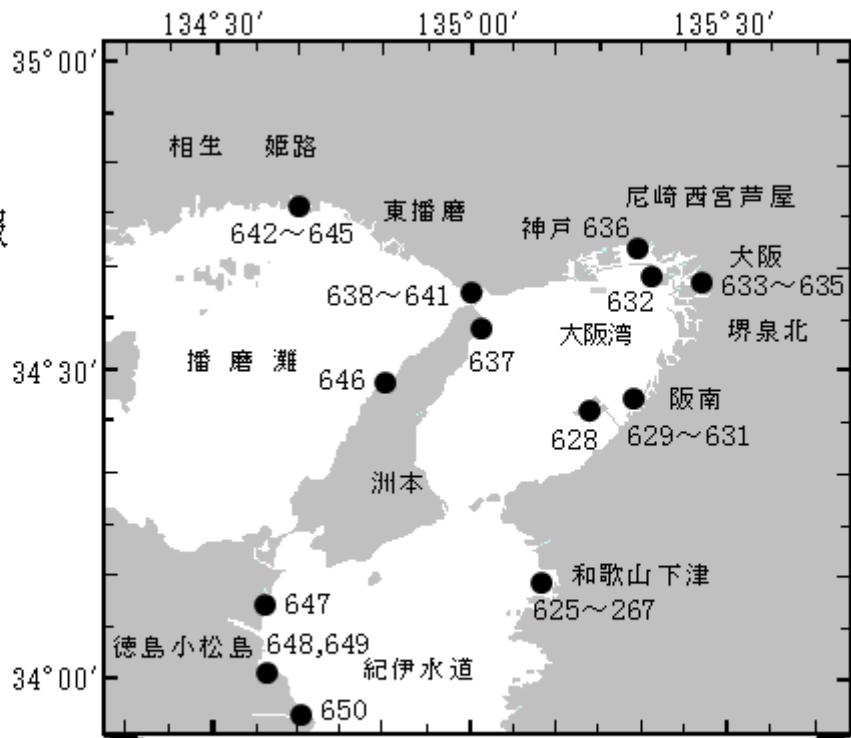 134°30′
135°00′
135°30′
35°00′
相生
姫路
尼崎西宮芦屋
東播磨
神戸 636
642～645
大阪
638～641
632
633～635
大阪湾
堺泉北
播磨灘
637
34°30′
646
阪南
628
629～631
洲本
和歌山下津
647
625～267
徳島小松島
648,649
紀伊水道
34°00′
650